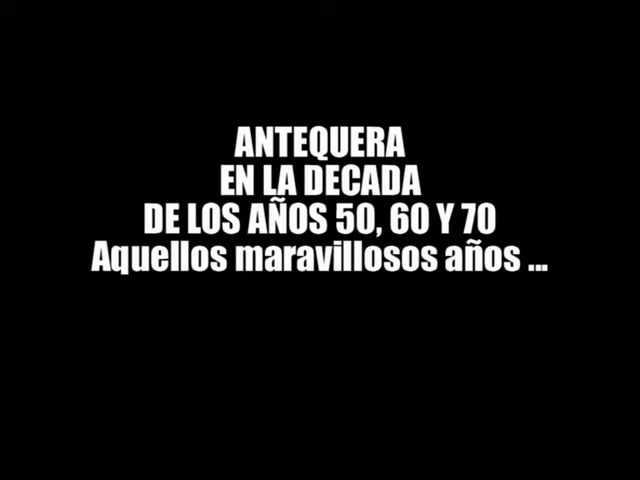 ANTEQUERA
EN LA DECADA
DE LOS AÑOS 50, 60 Y 70
Aquellos maravillosos años ...